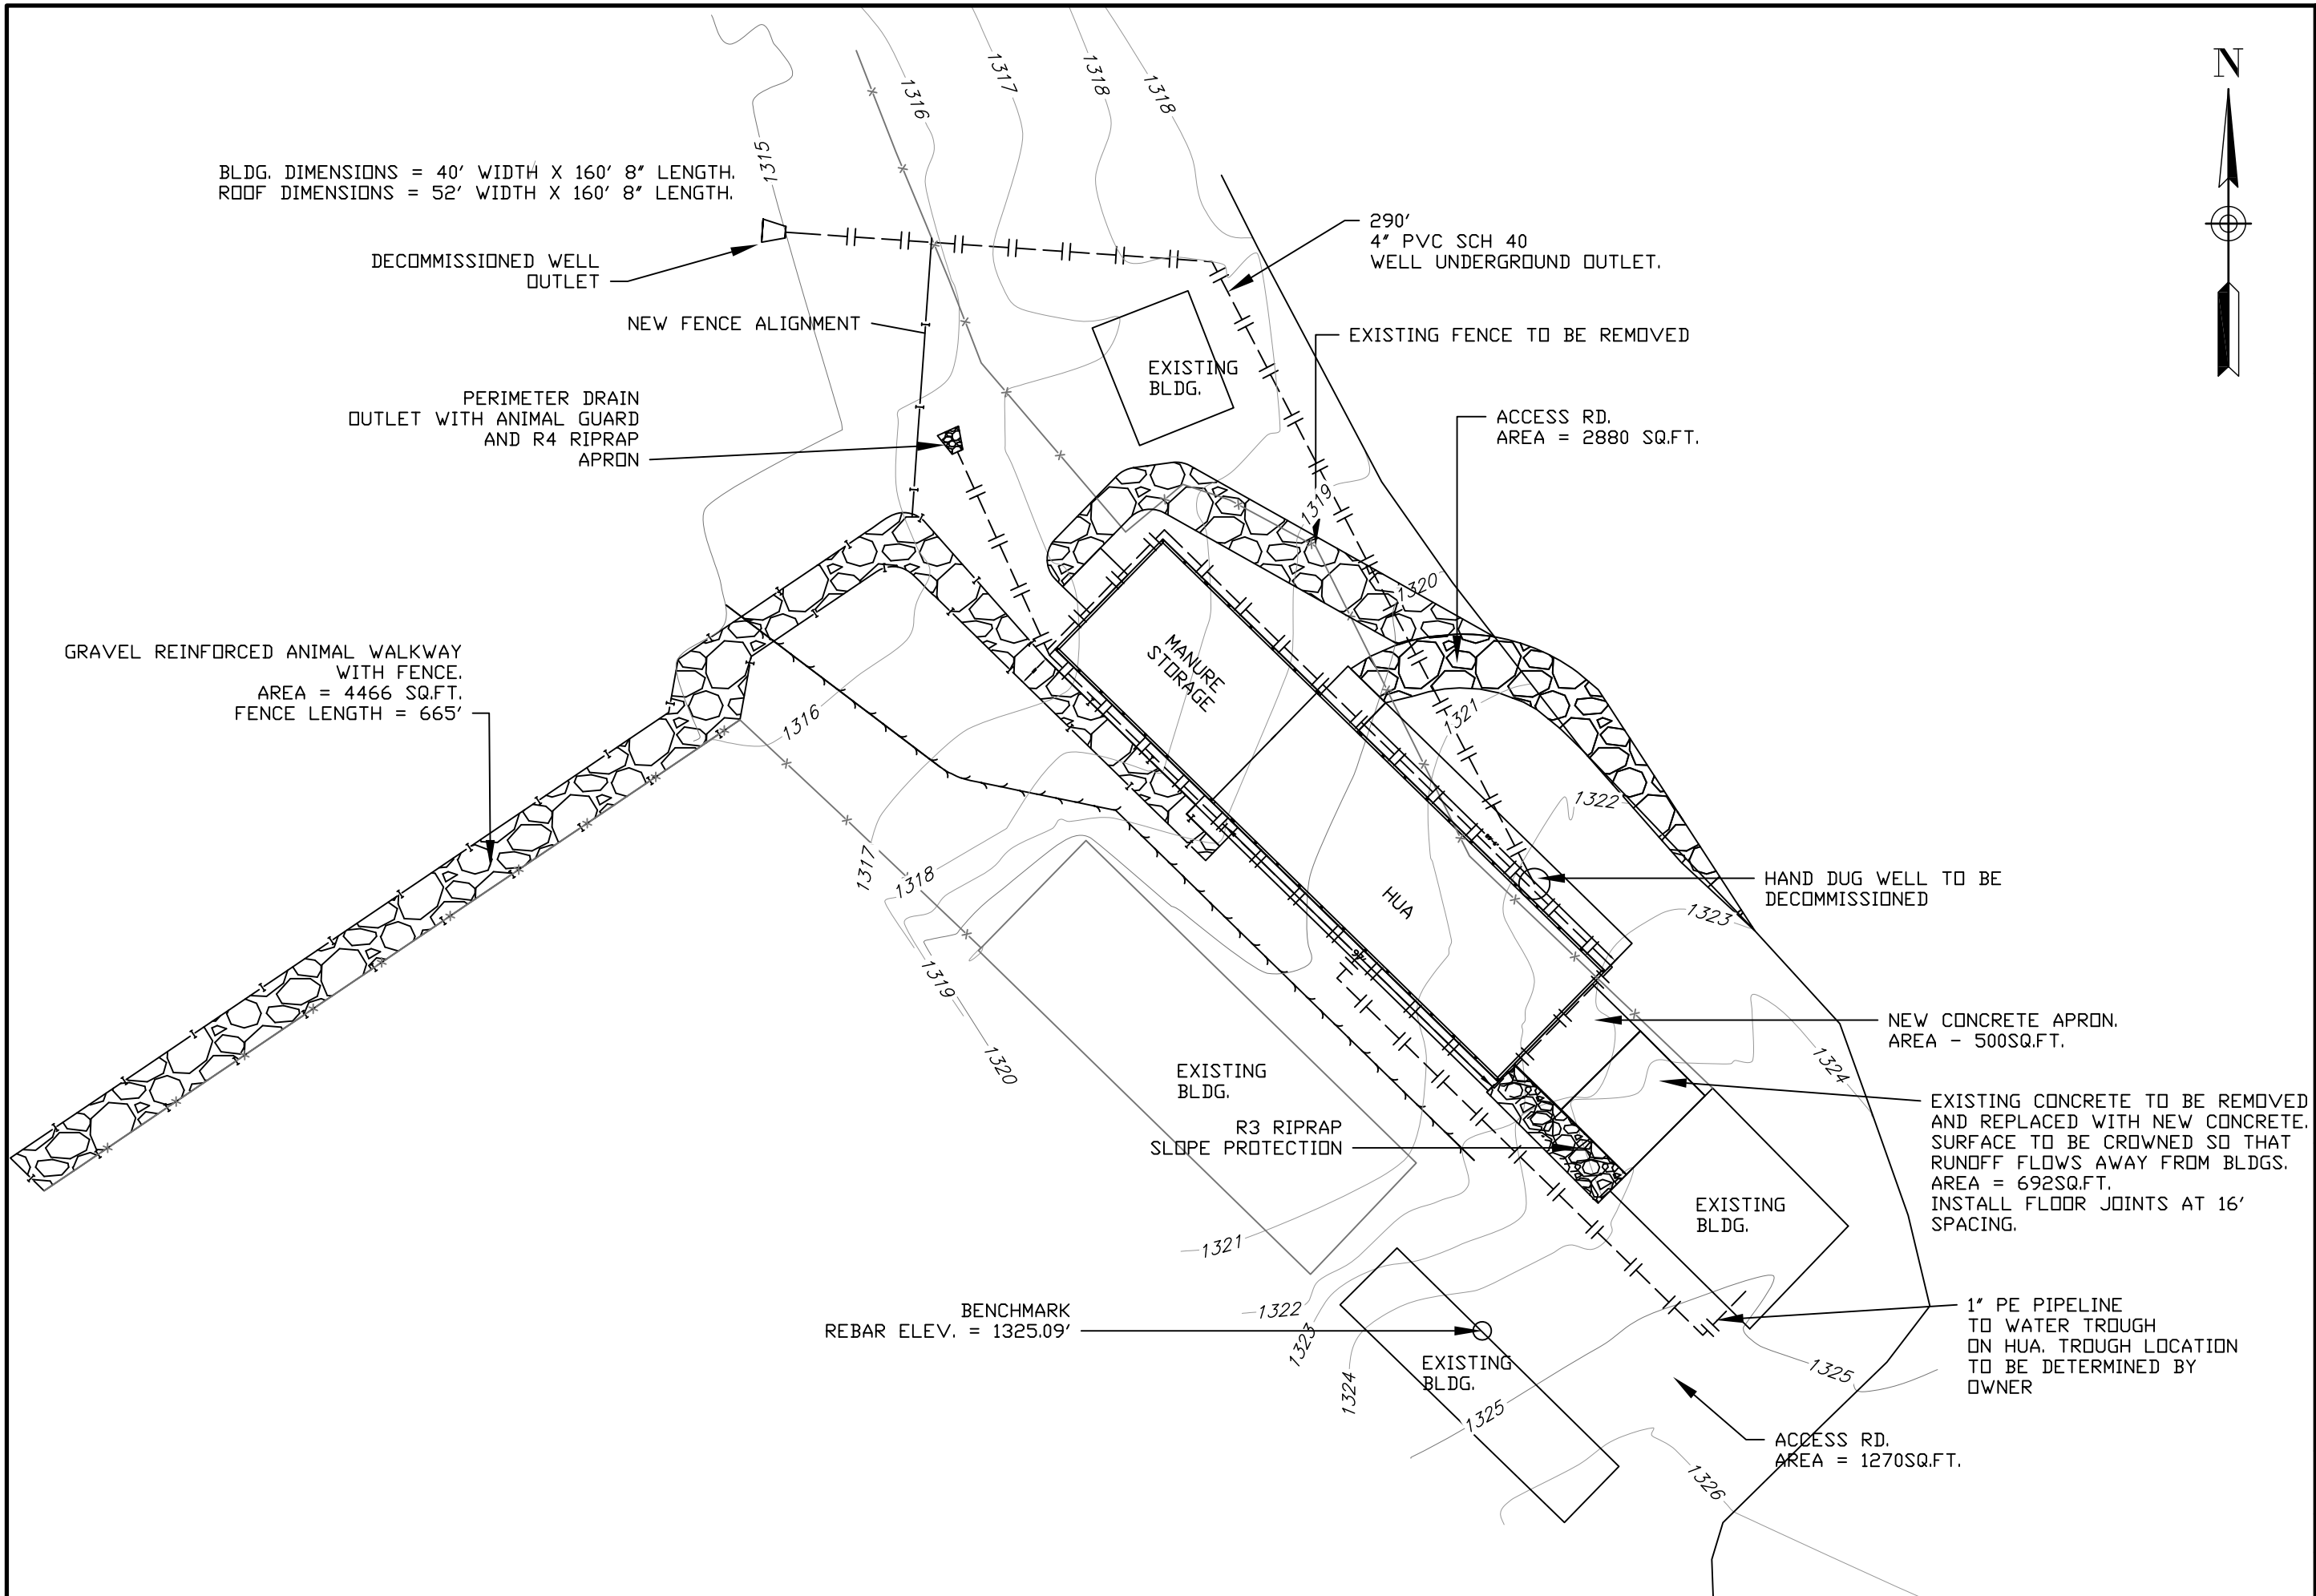 N
1315
1316
1317
1318
1318
BLDG. DIMENSIONS = 40' WIDTH X 160' 8" LENGTH.
ROOF DIMENSIONS = 52' WIDTH X 160' 8" LENGTH.
DECOMMISSIONED WELL
OUTLET
290'
4" PVC SCH 40
WELL UNDERGROUND OUTLET.
NEW FENCE ALIGNMENT
EXISTING FENCE TO BE REMOVED
EXISTING
BLDG.
PERIMETER DRAIN
OUTLET WITH ANIMAL GUARD
AND R4 RIPRAP
APRON
ACCESS RD.
AREA = 2880 SQ.FT.
1319
1320
GRAVEL REINFORCED ANIMAL WALKWAY
WITH FENCE.
AREA = 4466 SQ.FT.
FENCE LENGTH = 665'
MANURE
STORAGE
1316
1321
1322
1317
1318
HUA
HAND DUG WELL TO BE
DECOMMISSIONED
1323
1319
1320
NEW CONCRETE APRON.
AREA - 500SQ.FT.
1324
EXISTING
BLDG.
EXISTING CONCRETE TO BE REMOVED
AND REPLACED WITH NEW CONCRETE.
SURFACE TO BE CROWNED SO THAT
RUNOFF FLOWS AWAY FROM BLDGS.
AREA = 692SQ.FT.
INSTALL FLOOR JOINTS AT 16'
SPACING.
R3 RIPRAP
SLOPE PROTECTION
EXISTING
BLDG.
1321
1322
1323
1324
BENCHMARK
REBAR ELEV. = 1325.09'
1" PE PIPELINE
TO WATER TROUGH
ON HUA. TROUGH LOCATION
TO BE DETERMINED BY
OWNER
EXISTING
BLDG.
1325
1325
ACCESS RD.
AREA = 1270SQ.FT.
1326